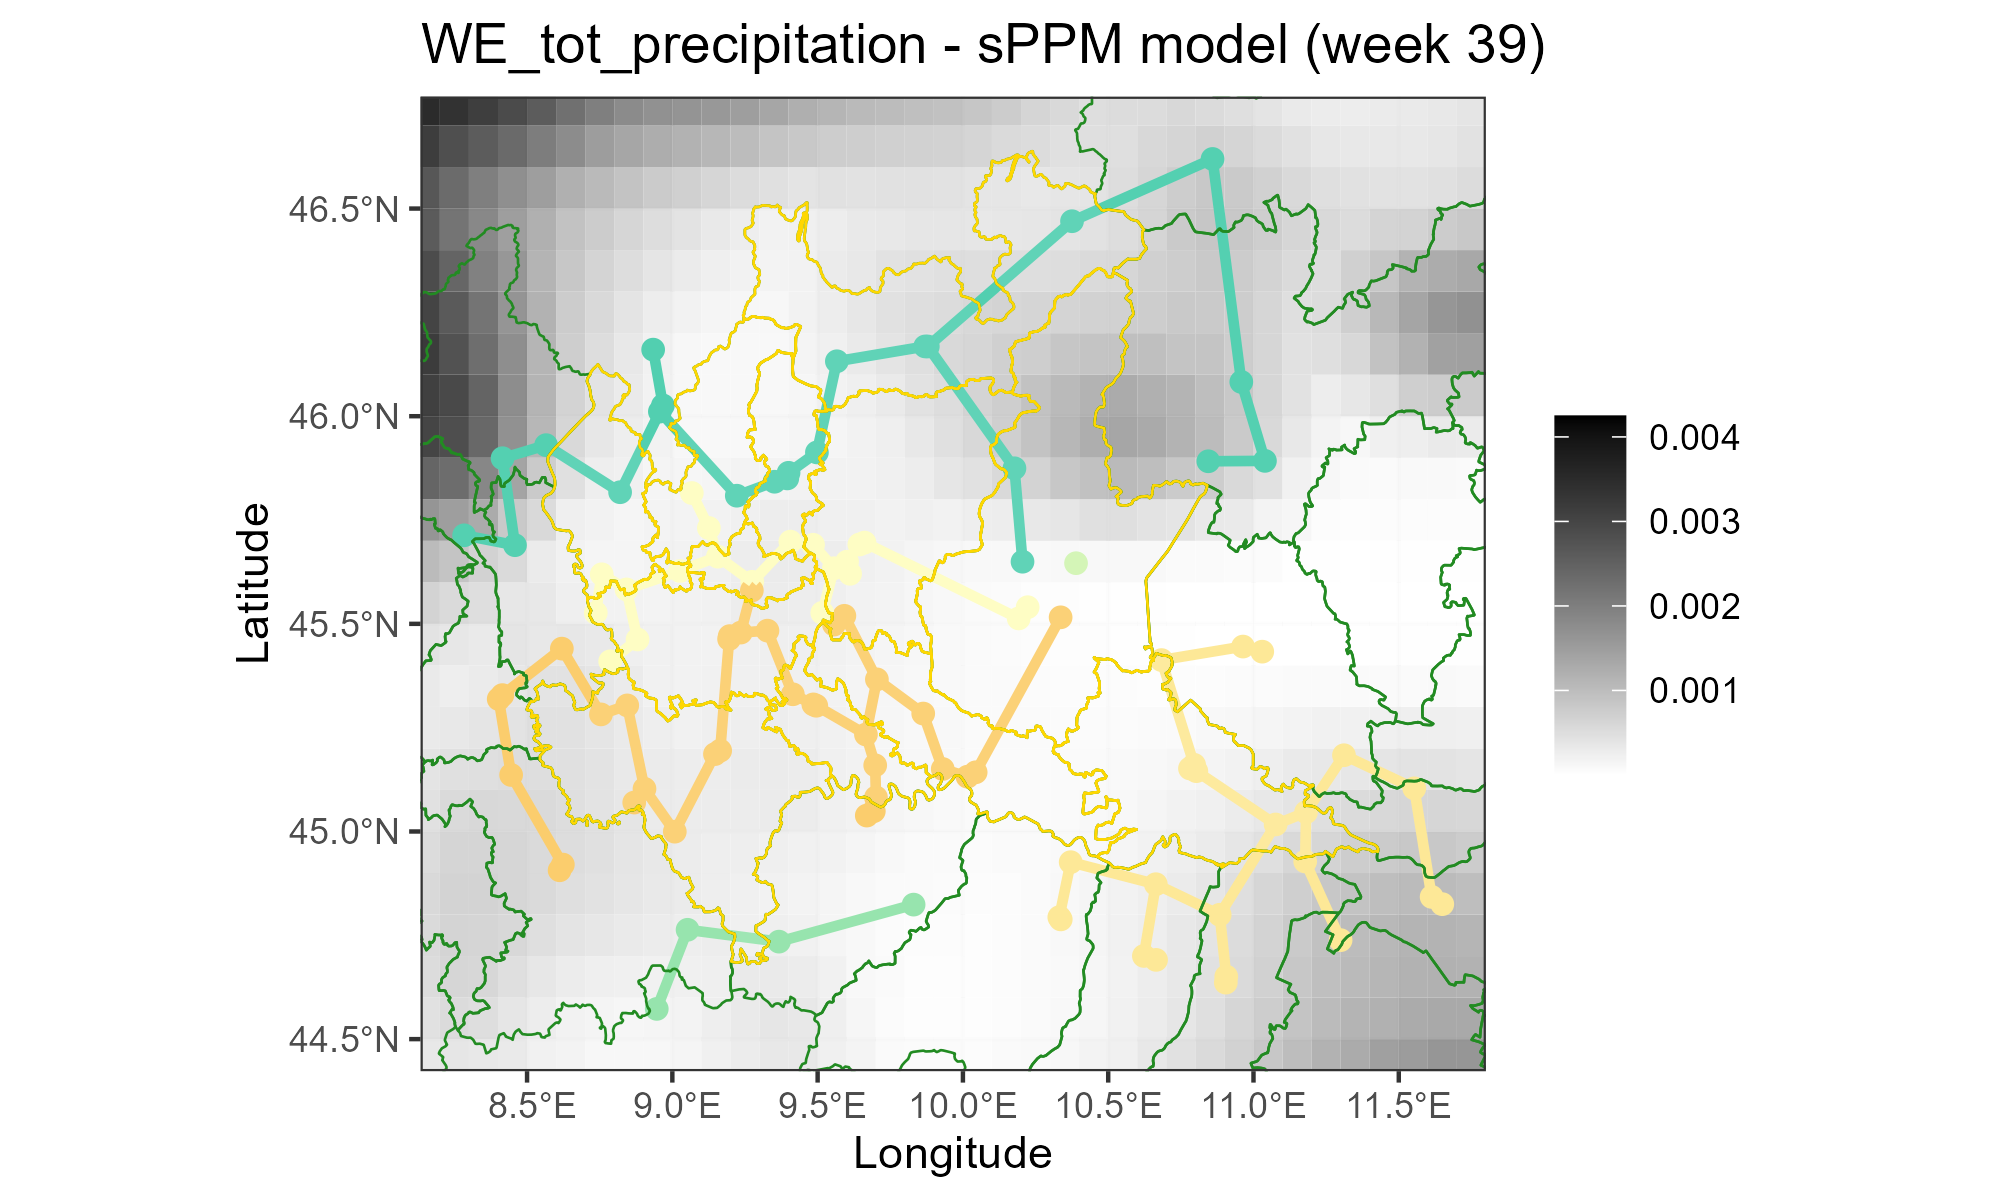 WE_tot_precipitation - sPPM model (week 39)
46.5°N
46.0°N
45.5°N
45.0°N
44.5°N
Latitude
8.5°E 9.0°E 9.5°E 10.0°E 10.5°E 11.0°E 11.5°E
Longitude
0.004
0.003
0.002
0.001